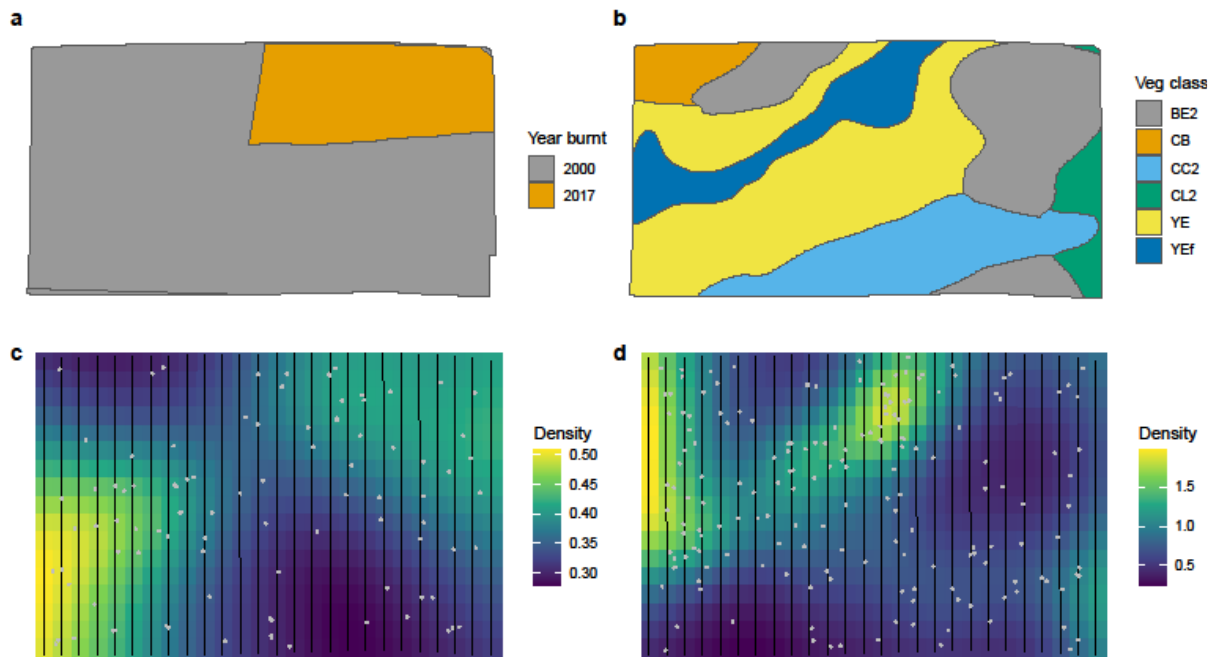 a
Year burnt
2000
2017
b
Veg class
BE2
CB
CC2
CL2
YE
YEf
c
Density
0.50
0.45
0.40
0.35
0.30
d
Density
1.5
1.0
0.5